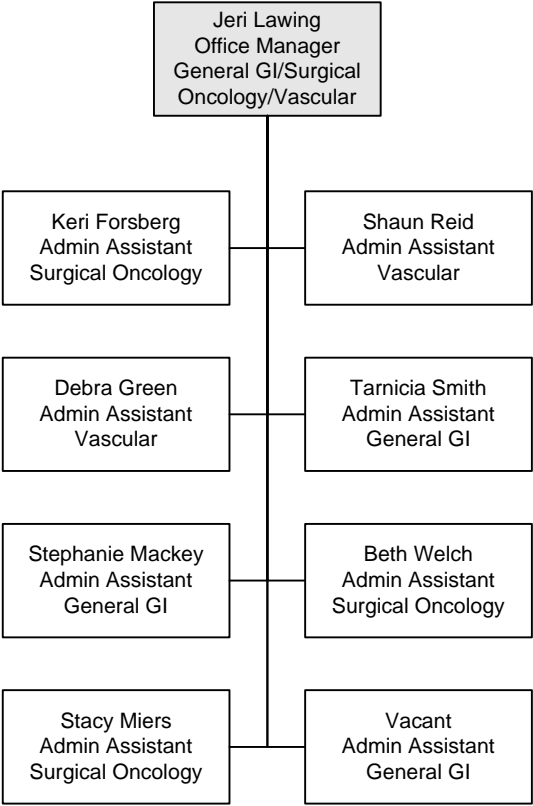 Jeri Lawing
Office Manager
General GI/Surgical
Oncology/Vascular
Keri Forsberg
Admin Assistant
Surgical Oncology
Shaun Reid
Admin Assistant
Vascular
Debra Green
Admin Assistant
Vascular
Tarnicia Smith
Admin Assistant
General GI
Stephanie Mackey
Admin Assistant
General GI
Beth Welch
Admin Assistant
Surgical Oncology
Stacy Miers
Admin Assistant
Surgical Oncology
Vacant
Admin Assistant
General GI